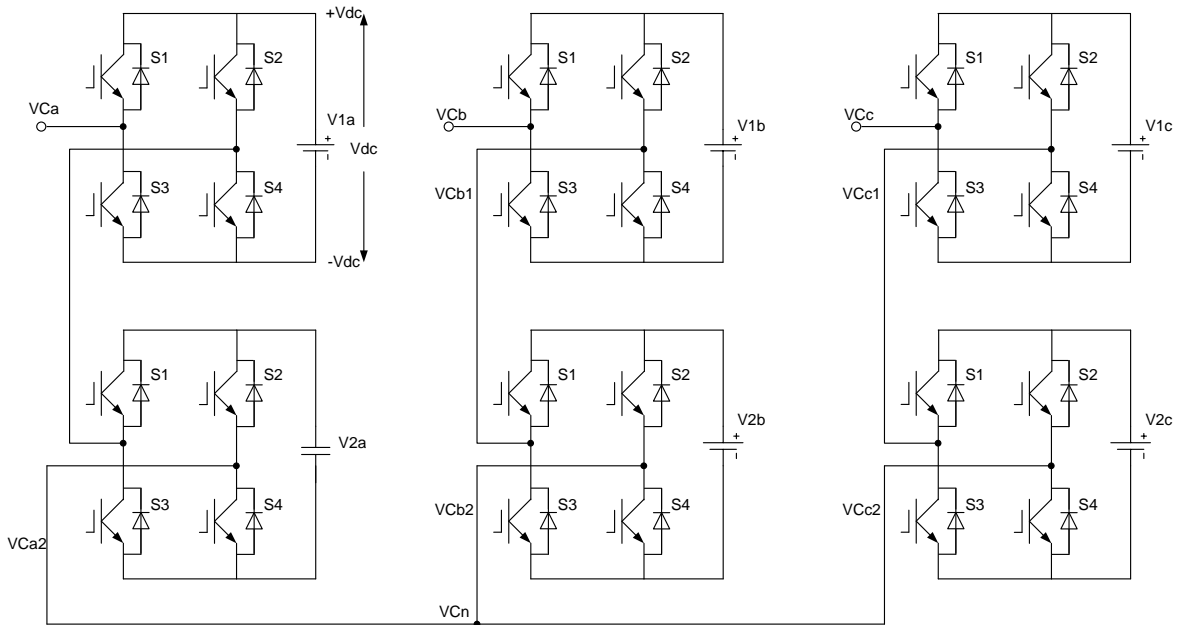 +Vdc
S1
S2
S1
S2
S1
S2
VCa
VCb
VCc
V1a
+
-
Vdc
V1b
+
-
V1c
+
-
S3
S4
VCb1
S3
S4
VCc1
S3
S4
-Vdc
S1
S2
S1
S2
S1
S2
V2a
V2b
+
-
V2c
+
-
S3
S4
VCb2
S3
S4
VCc2
S3
S4
VCa2
VCn